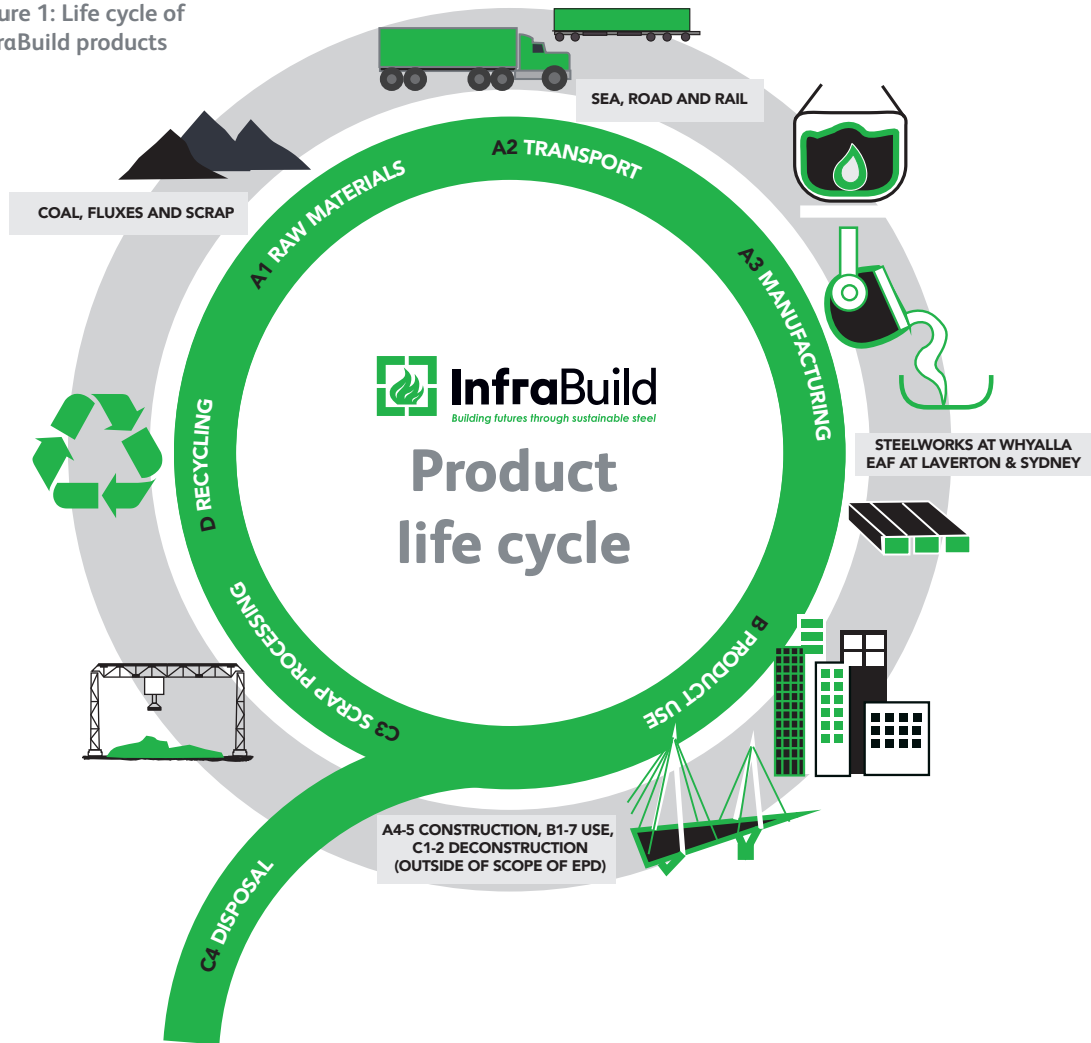 ure 1: Life cycle of
raBuild products
SEA, ROAD AND RAIL
COAL, FLUXES AND SCRAP
A1 RAW MATERIALS
A2 TRANSPORT
A3 MANUFACTURING
STEELWORKS AT WHYALLA
EAF AT LAVERTON & SYDNEY
InfraBuild
Building futures through sustainable steel
Product
life cycle
D RECYCLING
C3 SCRAP PROCESSING
B PRODUCT USE
A4-5 CONSTRUCTION, B1-7 USE,
C1-2 DECONSTRUCTION
(OUTSIDE OF SCOPE OF EPD)
C4 DISPOSAL